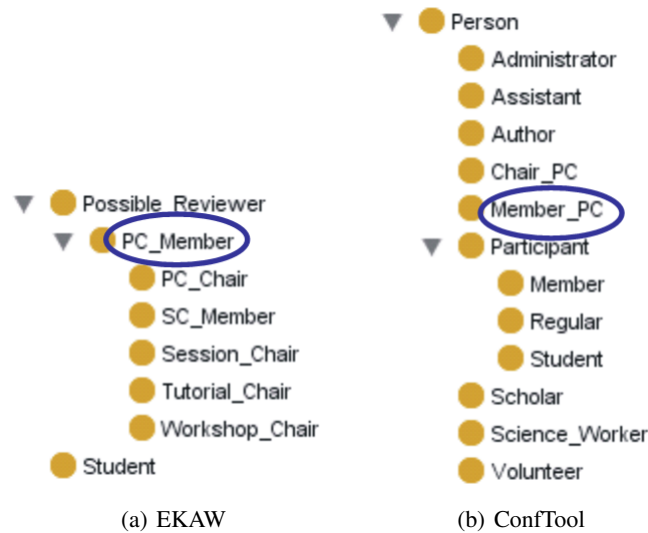 Possible_Reviewer
PC_Member
PC_Chair
SC_Member
Session_Chair
Tutorial_Chair
Workshop_Chair
Student
(a) EKAW
Person
Administrator
Assistant
Author
Chair_PC
Member_PC
Participant
Member
Regular
Student
Scholar
Science_Worker
Volunteer
(b) ConfTool